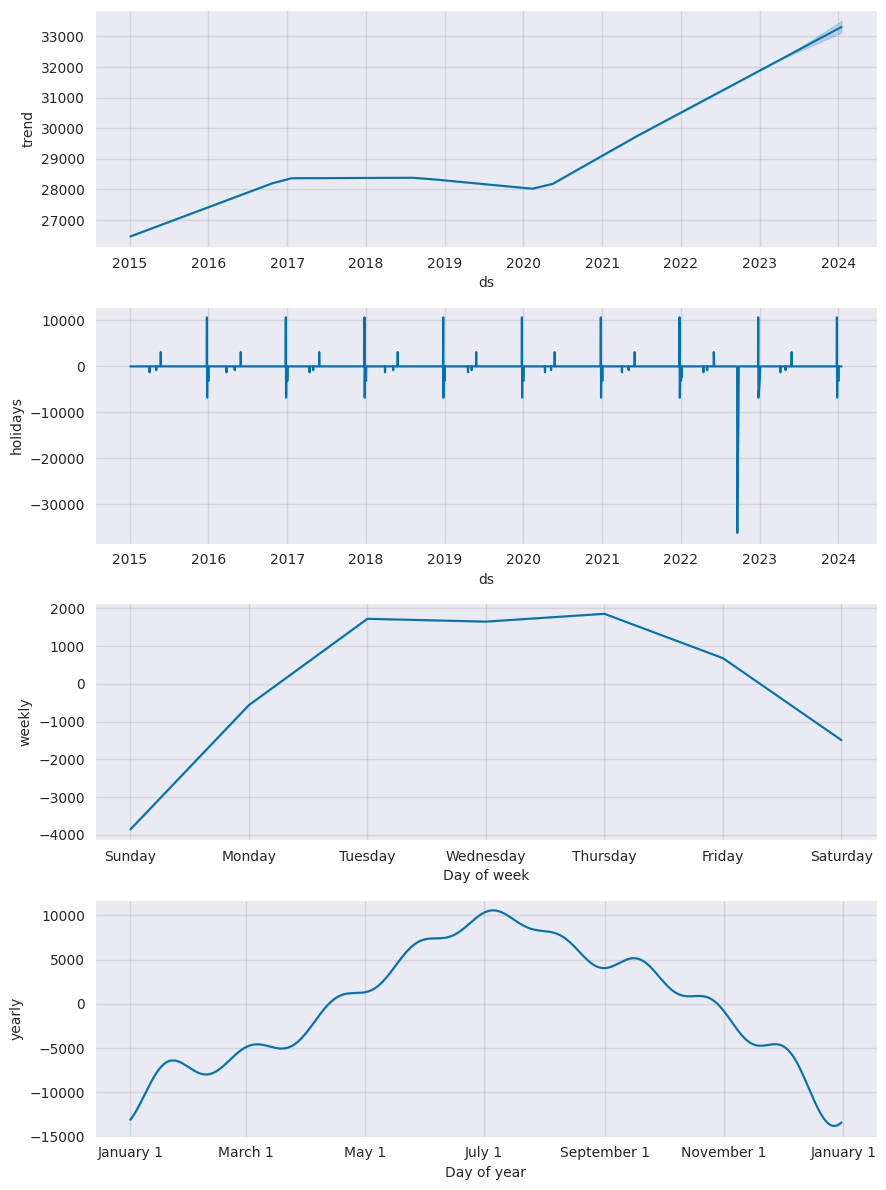 33000
32000
31000
30000
29000
28000
27000
trend
2015 2016 2017 2018 2019 2020 2021 2022 2023 2024
ds
10000
0
−10000
−20000
−30000
holidays
2015 2016 2017 2018 2019 2020 2021 2022 2023 2024
ds
2000
1000
0
−1000
−2000
−3000
−4000
weekly
Sunday Monday Tuesday Wednesday Thursday Friday Saturday
Day of week
10000
5000
0
−5000
−10000
−15000
yearly
January 1 March 1 May 1 July 1 September 1 November 1 January 1
Day of year